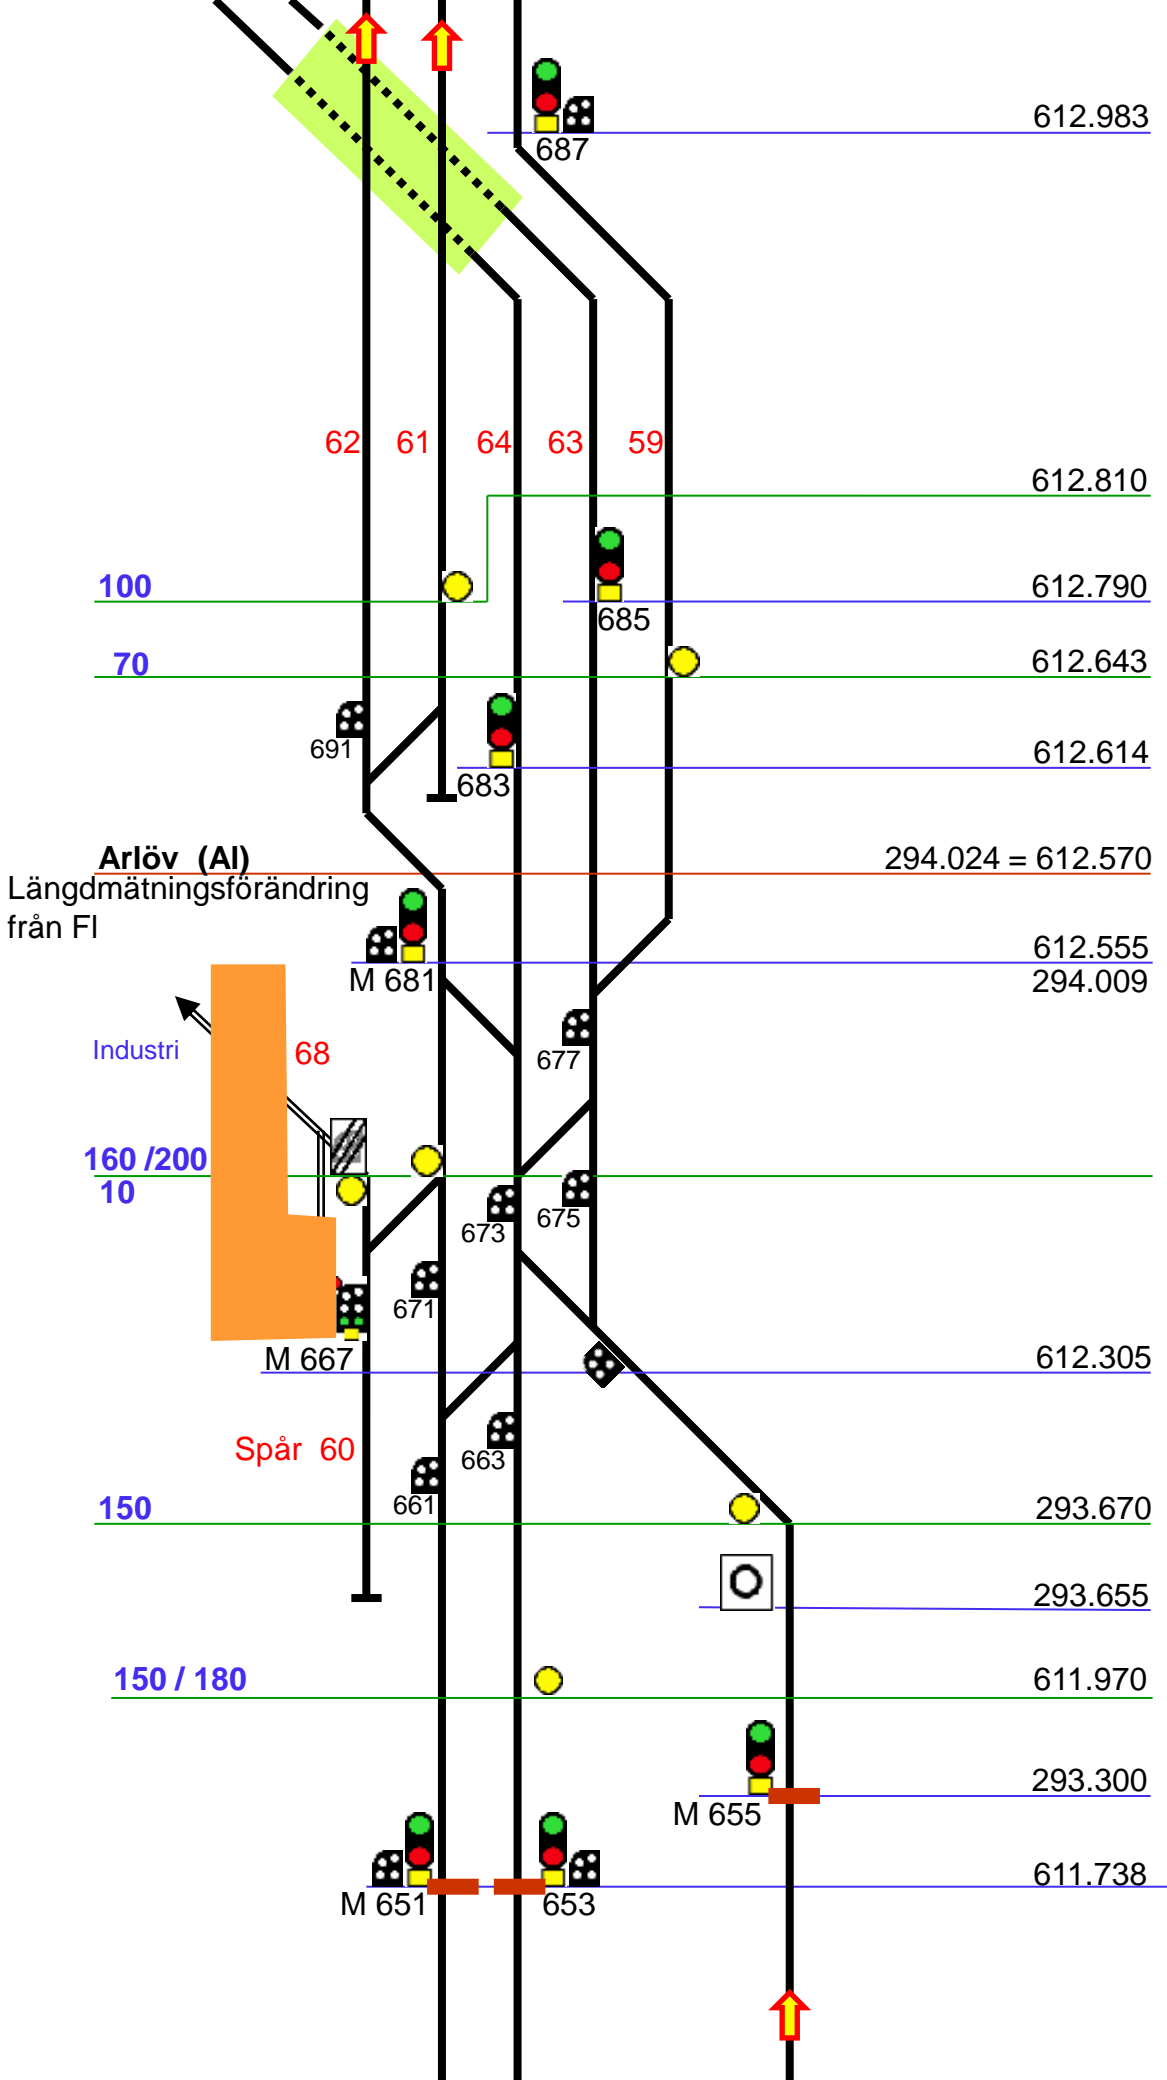 612.983
687
62 61 64 63 59
612.810
100
612.790
685
70
612.643
691
612.614
683
Arlöv (Al)
294.024 = 612.570
Längdmätningsförändring
från Fl
612.555
M 681
294.009
Industri
68
677
160 /200
10
673
675
671
M 667
612.305
Spår 60
663
661
150
293.670
293.655
150 / 180
611.970
293.300
M 655
611.738
M 651
653